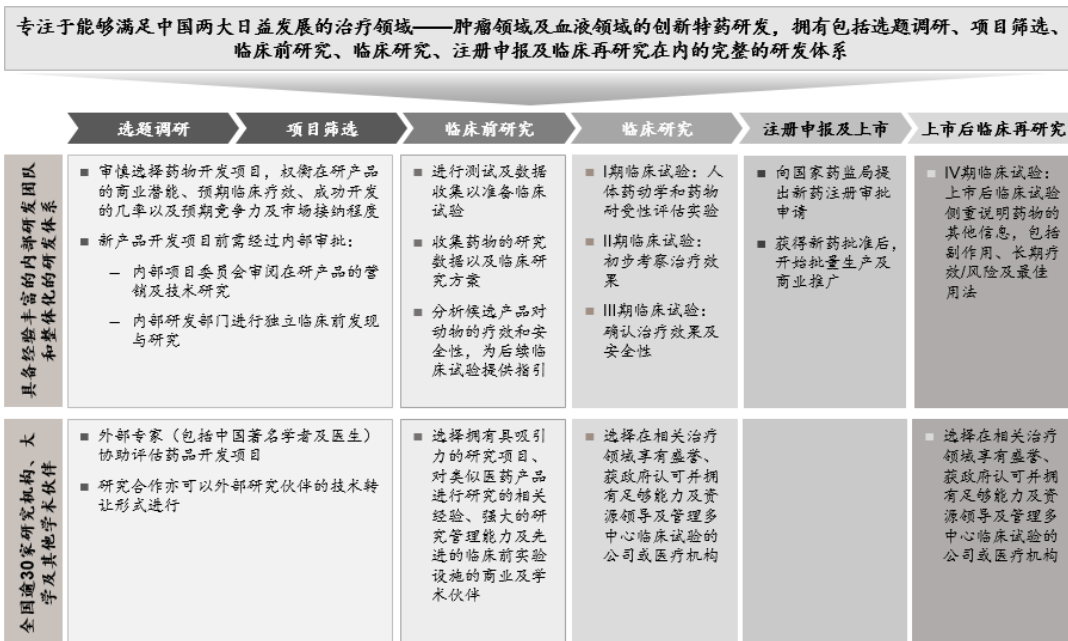 专注于能够满足中国两大日益发展的治疗领域——肿瘤领域及血液领域的创新特药研发，拥有包括选题调研、项目筛选、
临床前研究、临床研究、注册申报及临床再研究在内的完整的研发体系
选题调研
项目筛选
临床前研究
临床研究
注册申报及上市
上市后临床再研究
具备经验丰富的内部研发团队
和整体化的研发体系
■ 审慎选择药物开发项目，权衡在研产品
的商业潜能、预期临床疗效、成功开发
的几率以及预期竞争力及市场接纳程度
■ 新产品开发项目前需经过内部审批：
— 内部项目委员会审阅在研产品的营
销及技术研究
— 内部研发部门进行独立临床前发现
与研究
■ 进行测试及数据
收集以准备临床
试验
■ 收集药物的研究
数据以及临床研
究方案
■ 分析候选产品对
动物的疗效和安
全性，为后续临
床试验提供指引
■ I期临床试验：人
体药动学和药物
耐受性评估实验
■ II期临床试验：
初步考察治疗效
果
■ III期临床试验：
确认治疗效果及
安全性
■ 向国家药监局提
出新药注册审批
申请
■ 获得新药批准后，
开始批量生产及
商业推广
■ IV期临床试验：
上市后临床试验
侧重说明药物的
其他信息，包括
副作用、长期疗
效/风险及最佳
用法
全国逾30家研究机构、大
学及其他学术伙伴
■ 外部专家（包括中国著名学者及医生）
协助评估药品开发项目
■ 研究合作亦可以外部研究伙伴的技术转
让形式进行
■ 选择拥有具吸引
力的研究项目、
对类似医药产品
进行研究的相关
经验、强大的研
究管理能力及先
进的临床前实验
设施的商业及学
术伙伴
■ 选择在相关治疗
领域享有盛誉、
获政府认可并拥
有足够能力及资
源领导及管理多
中心临床试验的
公司或医疗机构
■ 选择在相关治疗
领域享有盛誉、
获政府认可并拥
有足够能力及资
源领导及管理多
中心临床试验的
公司或医疗机构